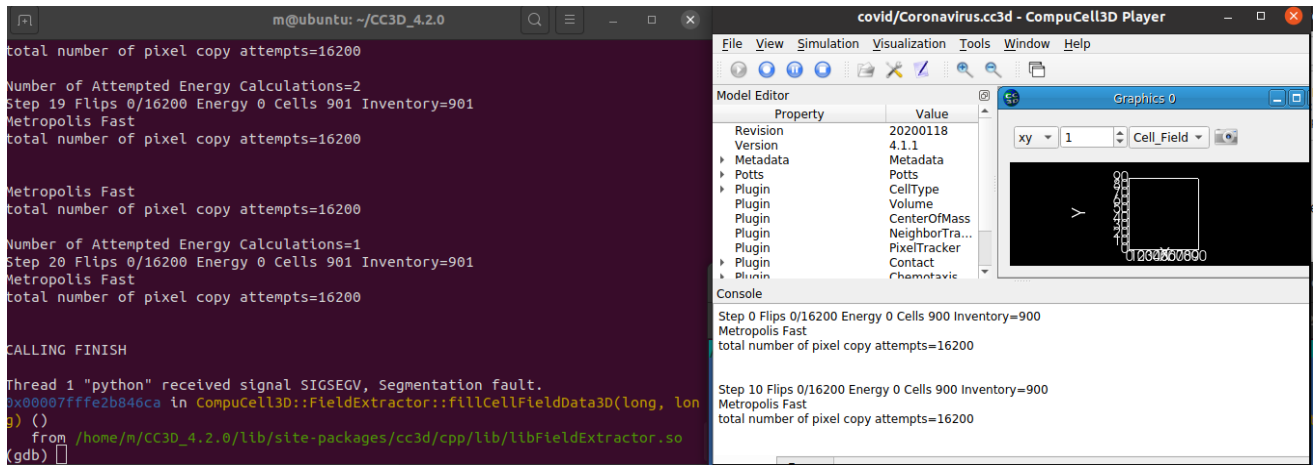 m@ubuntu: ~/CC3D_4.2.0
total number of pixel copy attempts=16200
Number of Attempted Energy Calculations=2
Step 19 Flips 0/16200 Energy 0 Cells 901 Inventory=901
Metropolis Fast
total number of pixel copy attempts=16200
Metropolis Fast
total number of pixel copy attempts=16200
Number of Attempted Energy Calculations=1
Step 20 Flips 0/16200 Energy 0 Cells 901 Inventory=901
Metropolis Fast
total number of pixel copy attempts=16200
CALLING FINISH
Thread 1 "python" received signal SIGSEGV, Segmentation fault.
0x00007fffe2b846ca in CompuCell3D::FieldExtractor::fillCellFieldData3D(long, lon
g) ()
from /home/m/CC3D_4.2.0/lib/site-packages/cc3d/cpp/lib/libFieldExtractor.so
(gdb)
covid/Coronavirus.cc3d - CompuCell3D Player
File View Simulation Visualization Tools Window Help
Model Editor
Property Value
Revision 20200118
Version 4.1.1
Metadata Metadata
Potts Potts
Plugin CellType
Plugin Volume
Plugin CenterOfMass
Plugin NeighborTra...
Plugin PixelTracker
Plugin Contact
Plugin Chemotaxis
Graphics 0
xy 1 Cell_Field
Y
Console
Step 0 Flips 0/16200 Energy 0 Cells 900 Inventory=900
Metropolis Fast
total number of pixel copy attempts=16200
Step 10 Flips 0/16200 Energy 0 Cells 900 Inventory=900
Metropolis Fast
total number of pixel copy attempts=16200